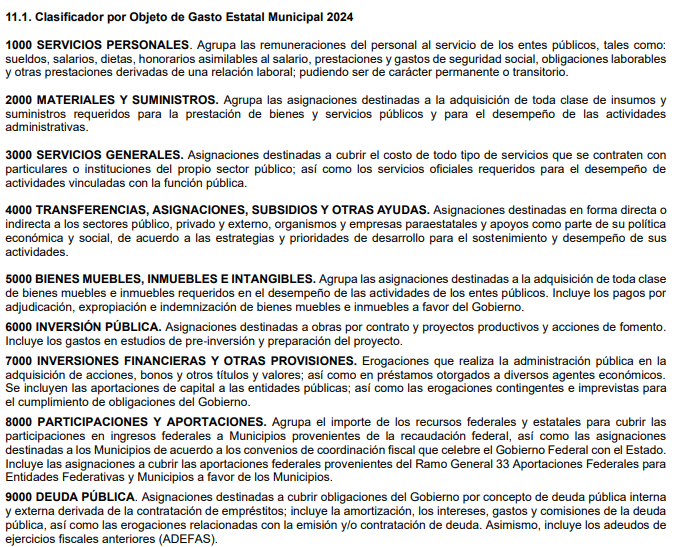 11.1. Clasificador por Objeto de Gasto Estatal Municipal 2024
1000 SERVICIOS PERSONALES. Agrupa las remuneraciones del personal al servicio de los entes públicos, tales como:
sueldos, salarios, dietas, honorarios asimilables al salario, prestaciones y gastos de seguridad social, obligaciones laborables
y otras prestaciones derivadas de una relación laboral; pudiendo ser de carácter permanente o transitorio.
2000 MATERIALES Y SUMINISTROS. Agrupa las asignaciones destinadas a la adquisición de toda clase de insumos y
suministros requeridos para la prestación de bienes y servicios públicos y para el desempeño de las actividades
administrativas.
3000 SERVICIOS GENERALES. Asignaciones destinadas a cubrir el costo de todo tipo de servicios que se contraten con
particulares o instituciones del propio sector público; así como los servicios oficiales requeridos para el desempeño de
actividades vinculadas con la función pública.
4000 TRANSFERENCIAS, ASIGNACIONES, SUBSIDIOS Y OTRAS AYUDAS. Asignaciones destinadas en forma directa o
indirecta a los sectores público, privado y externo, organismos y empresas paraestatales y apoyos como parte de su política
económica y social, de acuerdo a las estrategias y prioridades de desarrollo para el sostenimiento y desempeño de sus
actividades.
5000 BIENES MUEBLES, INMUEBLES E INTANGIBLES. Agrupa las asignaciones destinadas a la adquisición de toda clase
de bienes muebles e inmuebles requeridos en el desempeño de las actividades de los entes públicos. Incluye los pagos por
adjudicación, expropiación e indemnización de bienes muebles e inmuebles a favor del Gobierno.
6000 INVERSIÓN PÚBLICA. Asignaciones destinadas a obras por contrato y proyectos productivos y acciones de fomento.
Incluye los gastos en estudios de pre-inversión y preparación del proyecto.
7000 INVERSIONES FINANCIERAS Y OTRAS PROVISIONES. Erogaciones que realiza la administración pública en la
adquisición de acciones, bonos y otros títulos y valores; así como en préstamos otorgados a diversos agentes económicos.
Se incluyen las aportaciones de capital a las entidades públicas; así como las erogaciones contingentes e imprevistas para
el cumplimiento de obligaciones del Gobierno.
8000 PARTICIPACIONES Y APORTACIONES. Agrupa el importe de los recursos federales y estatales para cubrir las
participaciones en ingresos federales a Municipios provenientes de la recaudación federal, así como las asignaciones
destinadas a los Municipios de acuerdo a los convenios de coordinación fiscal que celebre el Gobierno Federal con el Estado.
Incluye las asignaciones a cubrir las aportaciones federales provenientes del Ramo General 33 Aportaciones Federales para
Entidades Federativas y Municipios a favor de los Municipios.
9000 DEUDA PÚBLICA. Asignaciones destinadas a cubrir obligaciones del Gobierno por concepto de deuda pública interna
y externa derivada de la contratación de empréstitos; incluye la amortización, los intereses, gastos y comisiones de la deuda
pública, así como las erogaciones relacionadas con la emisión y/o contratación de deuda. Asimismo, incluye los adeudos de
ejercicios fiscales anteriores (ADEFAS).